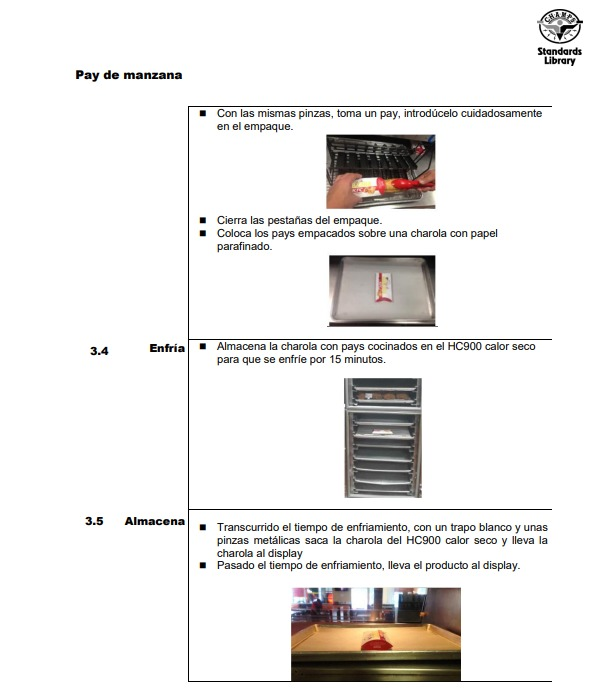 CHAMPS
Standards
Library
Pay de manzana
■ Con las mismas pinzas, toma un pay, introdúcelo cuidadosamente
en el empaque.
■ Cierra las pestañas del empaque.
■ Coloca los pays empacados sobre una charola con papel
parafinado.
3.4 Enfría
■ Almacena la charola con pays cocinados en el HC900 calor seco
para que se enfríe por 15 minutos.
3.5 Almacena
■ Transcurrido el tiempo de enfriamiento, con un trapo blanco y unas
pinzas metálicas saca la charola del HC900 calor seco y lleva la
charola al display
■ Pasado el tiempo de enfriamiento, lleva el producto al display.